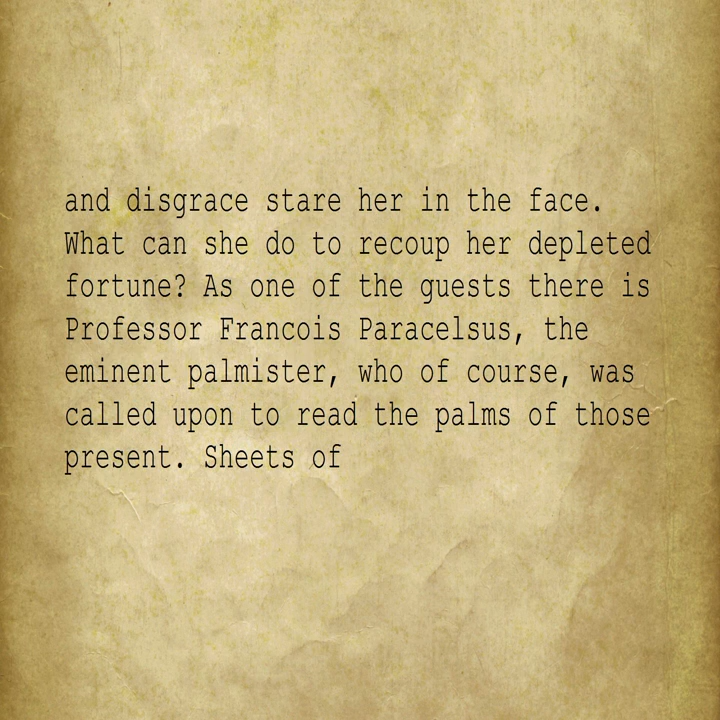 and disgrace stare her in the face.
What can she do to recoup her depleted
fortune? As one of the guests there is
Professor Francois Paracelsus, the
eminent palmister, who of course, was
called upon to read the palms of those
present. Sheets of